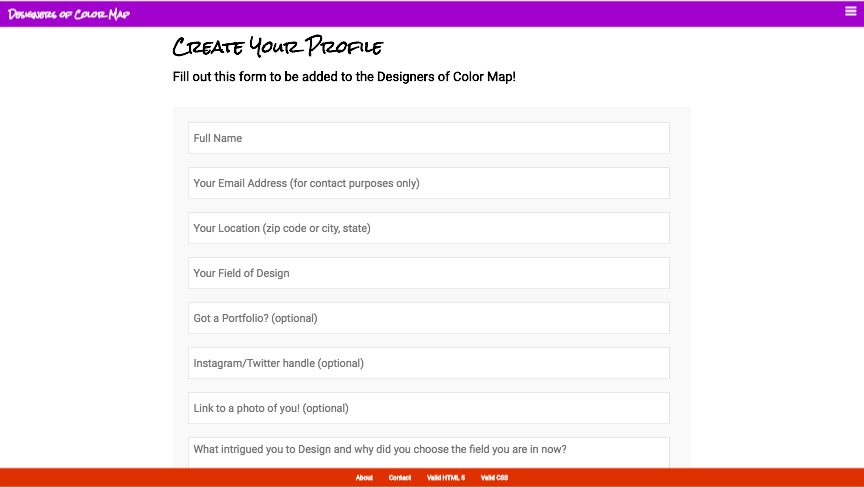 Designers of Color Map
Create Your Profile
Fill out this form to be added to the Designers of Color Map!
Full Name
Your Email Address (for contact purposes only)
Your Location (zip code or city, state)
Your Field of Design
Got a Portfolio? (optional)
Instagram/Twitter handle (optional)
Link to a photo of you! (optional)
What intrigued you to Design and why did you choose the field you are in now?
About Contact Valid HTML 5 Valid CSS